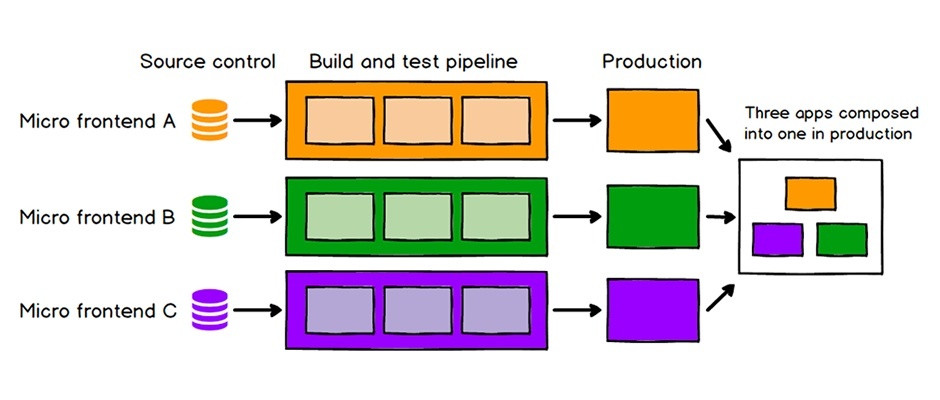 Source control
Build and test pipeline
Production
Micro frontend A
Three apps composed
into one in production
Micro frontend B
Micro frontend C